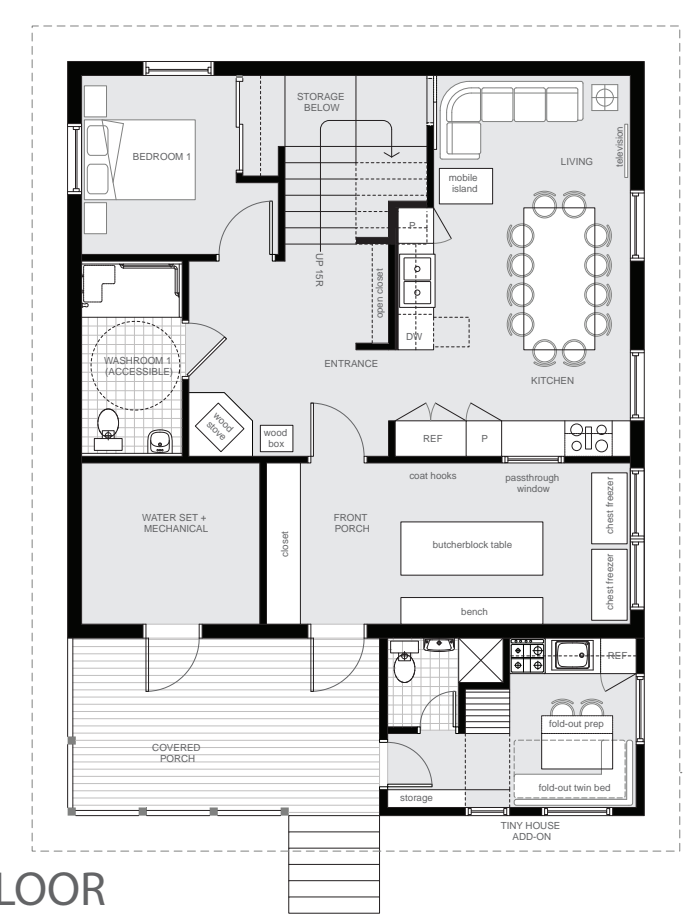 STORAGE
BELOW
BEDROOM 1
LIVING
television
mobile
island
P
UP 15R
open closet
DW
ENTRANCE
WASHROOM 1
(ACCESSIBLE)
KITCHEN
wood
stove
wood
box
REF
P
coat hooks
passthrough
window
chest freezer
WATER SET +
MECHANICAL
closet
FRONT
PORCH
butcherblock table
chest freezer
bench
REF
fold-out prep
COVERED
PORCH
fold-out twin bed
storage
TINY HOUSE
ADD-ON
LOOR